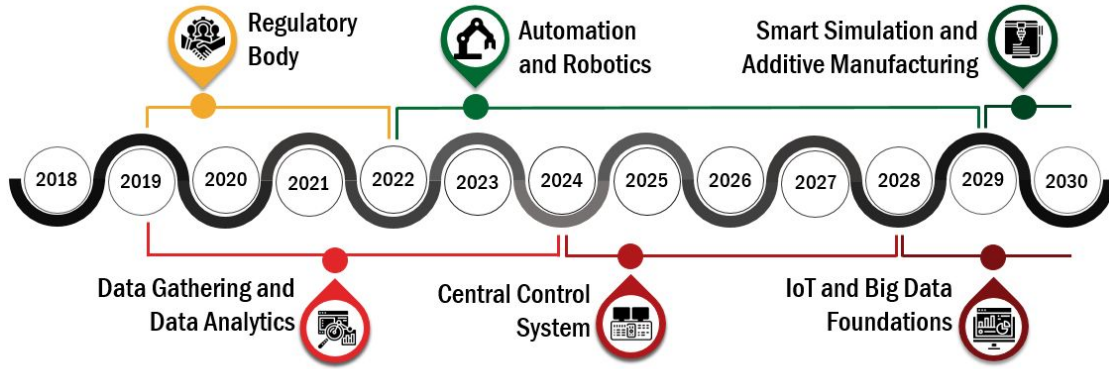 Regulatory
Body
Automation
and Robotics
Smart Simulation and
Additive Manufacturing
2018 2019 2020 2021 2022 2023 2024 2025 2026 2027 2028 2029 2030
Data Gathering and
Data Analytics
Central Control
System
IoT and Big Data
Foundations